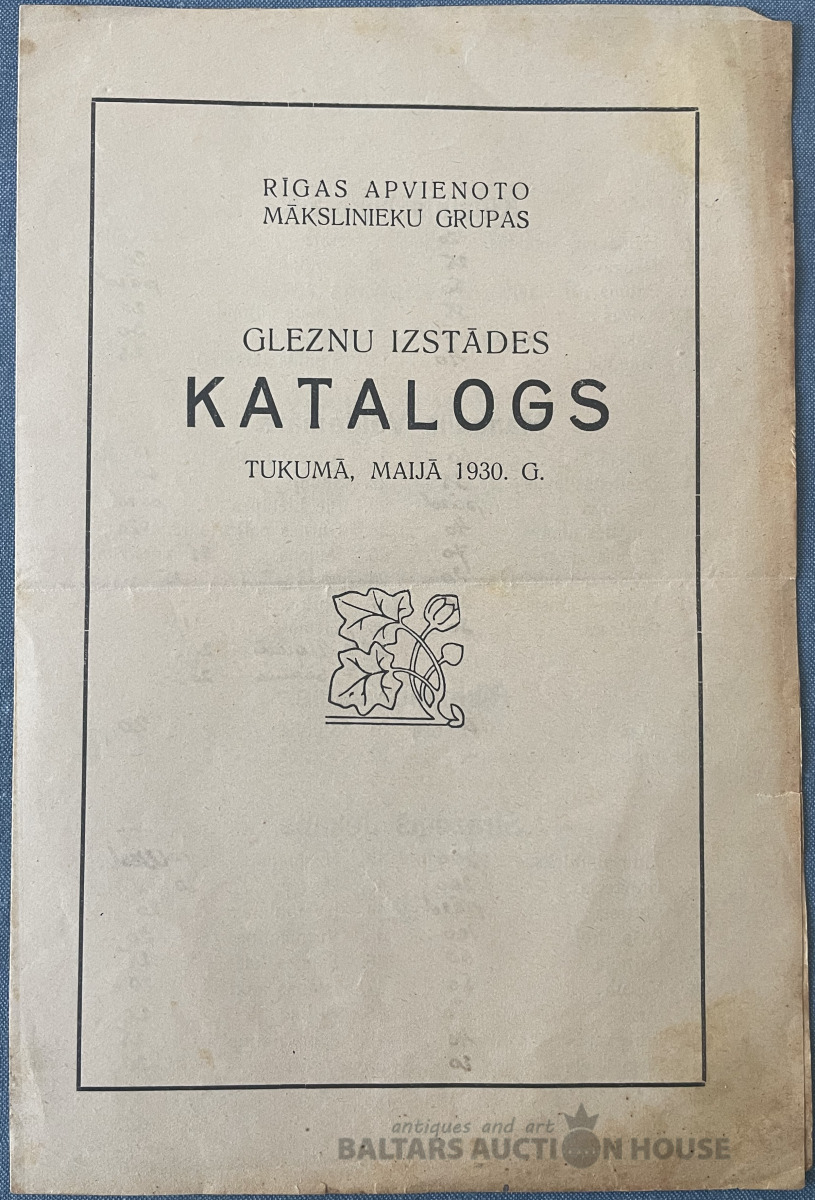 RĪGAS APVIENOTO
MĀKSLINIEKU GRUPAS
GLEZNU IZSTĀDES
KATALOGS
TUKUMĀ, MAIJĀ 1930. G.
antiques and art
BALTARS AUCTION HOUSE